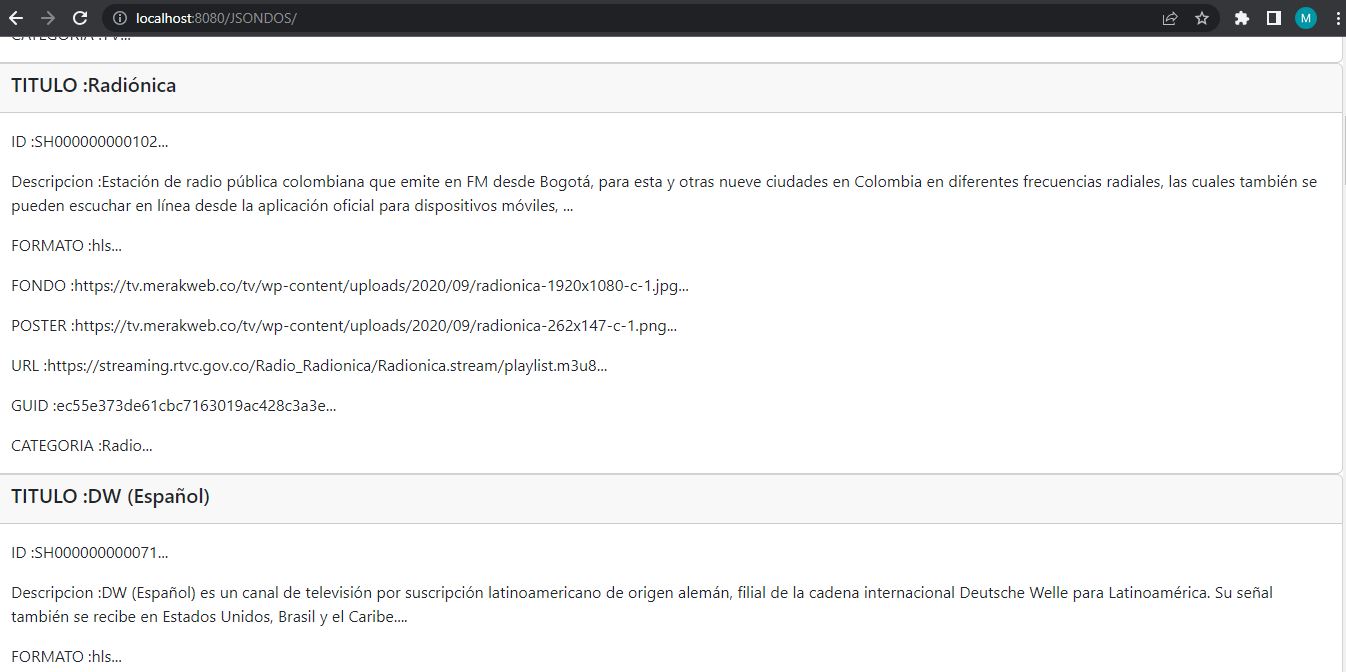 localhost:8080/JSONDOS/
M
TITULO :Radiónica
ID :SH000000000102...
Descripcion :Estación de radio pública colombiana que emite en FM desde Bogotá, para esta y otras nueve ciudades en Colombia en diferentes frecuencias radiales, las cuales también se
pueden escuchar en línea desde la aplicación oficial para dispositivos móviles, ...
FORMATO :hls...
FONDO :https://tv.merakweb.co/tv/wp-content/uploads/2020/09/radionica-1920x1080-c-1.jpg...
POSTER :https://tv.merakweb.co/tv/wp-content/uploads/2020/09/radionica-262x147-c-1.png...
URL :https://streaming.rtvc.gov.co/Radio_Radionica/Radionica.stream/playlist.m3u8...
GUID :ec55e373de61cbc7163019ac428c3a3e...
CATEGORIA :Radio...
TITULO :DW (Español)
ID :SH000000000071...
Descripcion :DW (Español) es un canal de televisión por suscripción latinoamericano de origen alemán, filial de la cadena internacional Deutsche Welle para Latinoamérica. Su señal
también se recibe en Estados Unidos, Brasil y el Caribe....
FORMATO :hls...